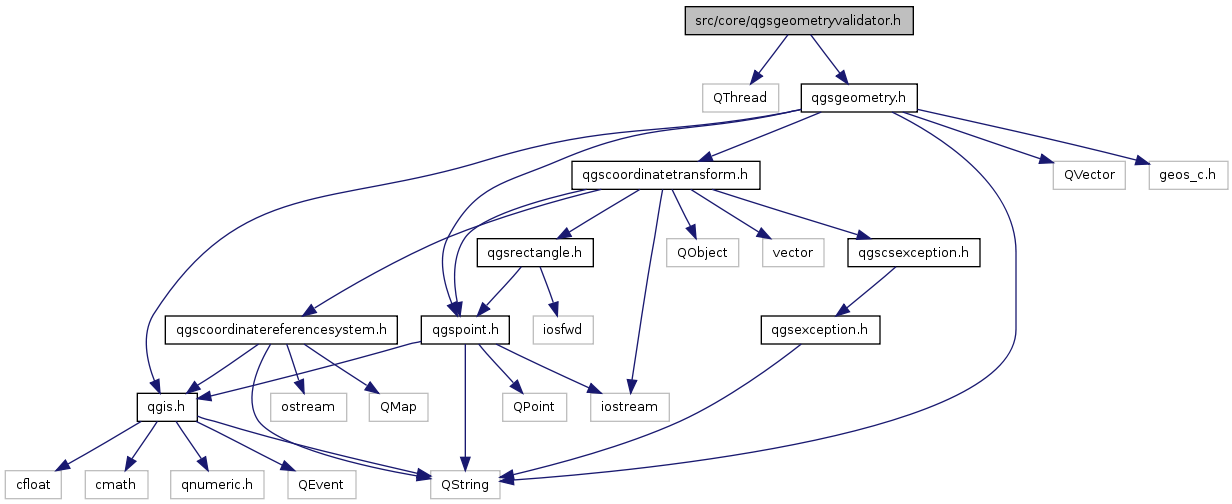 src/core/qgsgeometryvalidator.h
QThread
qgsgeometry.h
qgscoordinatetransform.h
QVector
geos_c.h
qgsrectangle.h
QObject
vector
qgscsexception.h
qgscoordinatereferencesystem.h
qgspoint.h
iosfwd
qgsexception.h
qgis.h
ostream
QMap
QPoint
iostream
cfloat
cmath
qnumeric.h
QEvent
QString